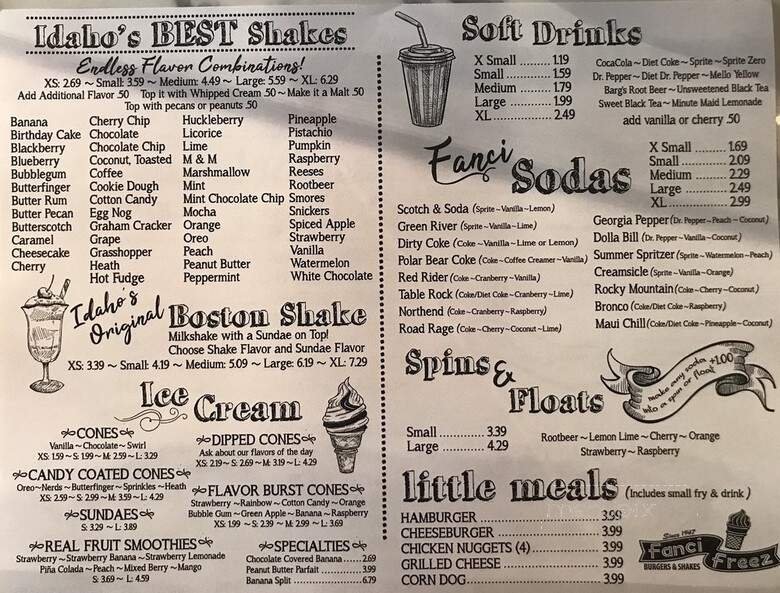 Idaho's BEST Shakes
Endless Flavor Combinations!
XS: 2.69 ~ Small: 3.59 ~ Medium: 4.49 ~ Large: 5.59 ~ XL: 6.29
Add Additional Flavor .50 Top it with Whipped Cream .50 ~ Make it a Malt .50
Top with pecans or peanuts .50
Banana
Birthday Cake
Blackberry
Blueberry
Bubblegum
Butterfinger
Butter Rum
Butter Pecan
Butterscotch
Caramel
Cheesecake
Cherry
Cherry Chip
Chocolate
Chocolate Chip
Coconut, Toasted
Coffee
Cookie Dough
Cotton Candy
Egg Nog
Graham Cracker
Grape
Grasshopper
Heath
Hot Fudge
Huckleberry
Licorice
Lime
M & M
Marshmallow
Mint
Mint Chocolate Chip
Mocha
Orange
Oreo
Peach
Peanut Butter
Peppermint
Pineapple
Pistachio
Pumpkin
Raspberry
Reeses
Rootbeer
Smores
Snickers
Spiced Apple
Strawberry
Vanilla
Watermelon
White Chocolate
Idaho's Original Boston Shake
Milkshake with a Sundae on Top!
Choose Shake Flavor and Sundae Flavor
XS: 3.39 ~ Small: 4.19 ~ Medium: 5.09 ~ Large: 6.19 ~ XL: 7.29
Ice Cream
CONES
Vanilla ~ Chocolate ~ Swirl
XS: 1.59 ~ S: 1.99 ~ M: 2.59 ~ L: 3.29
DIPPED CONES
Ask about our flavors of the day
XS: 2.19 ~ S: 2.69 ~ M: 3.19 ~ L: 4.29
CANDY COATED CONES
Oreo ~ Nerds ~ Butterfinger ~ Sprinkles ~ Heath
XS: 2.59 ~ S: 2.99 ~ M: 3.59 ~ L: 4.29
FLAVOR BURST CONES
Strawberry ~ Rainbow ~ Cotton Candy ~ Orange
Bubble Gum ~ Green Apple ~ Banana ~ Raspberry
XS: 1.99 ~ S: 2.39 ~ M: 2.99 ~ L: 3.69
SUNDAES
S: 3.29 ~ L: 3.89
REAL FRUIT SMOOTHIES
Strawberry ~ Strawberry Banana ~ Strawberry Lemonade
Piña Colada ~ Peach ~ Mixed Berry ~ Mango
S: 3.69 ~ L: 4.59
SPECIALTIES
Chocolate Covered Banana ...... 2.69
Peanut Butter Parfait ............ 3.99
Banana Split ........................ 6.79
Soft Drinks
X Small ......... 1.19
Small ............ 1.59
Medium ....... 1.79
Large ............ 1.99
XL ................ 2.49
CocaCola ~ Diet Coke ~ Sprite ~ Sprite Zero
Dr. Pepper ~ Diet Dr. Pepper ~ Mello Yellow
Barg's Root Beer ~ Unsweetened Black Tea
Sweet Black Tea ~ Minute Maid Lemonade
add vanilla or cherry .50
Fanci Sodas
X Small ......... 1.69
Small ............ 2.09
Medium ....... 2.29
Large ............ 2.49
XL ................ 2.99
Scotch & Soda (Sprite ~ Vanilla ~ Lemon)
Green River (Sprite ~ Vanilla ~ Lime)
Dirty Coke (Coke ~ Vanilla ~ Lime or Lemon)
Polar Bear Coke (Coke ~ Coffee Creamer ~ Vanilla)
Red Rider (Coke ~ Cranberry ~ Vanilla)
Table Rock (Coke/Diet Coke ~ Cranberry ~ Lime)
Northend (Coke ~ Cranberry ~ Raspberry)
Road Rage (Coke ~ Cherry ~ Coconut ~ Lime)
Georgia Pepper (Dr. Pepper ~ Peach ~ Coconut)
Dolla Bill (Dr. Pepper ~ Vanilla ~ Coconut)
Summer Spritzer (Sprite ~ Watermelon ~ Peach)
Creamsicle (Sprite ~ Vanilla ~ Orange)
Rocky Mountain (Coke ~ Cherry ~ Coconut)
Bronco (Coke/Diet Coke ~ Raspberry)
Maui Chill (Coke/Diet Coke ~ Pineapple ~ Coconut)
Spins & Floats
make any soda into a spin or float +1.00
Small ............... 3.39
Large ............... 4.29
Rootbeer ~ Lemon Lime ~ Cherry ~ Orange
Strawberry ~ Raspberry
little meals (Includes small fry & drink)
HAMBURGER .................... 3.99
CHEESEBURGER ................ 3.99
CHICKEN NUGGETS (4) ........ 3.99
GRILLED CHEESE ................ 3.99
CORN DOG ...................... 3.99
Since 1947
Fanci Freez
BURGERS & SHAKES